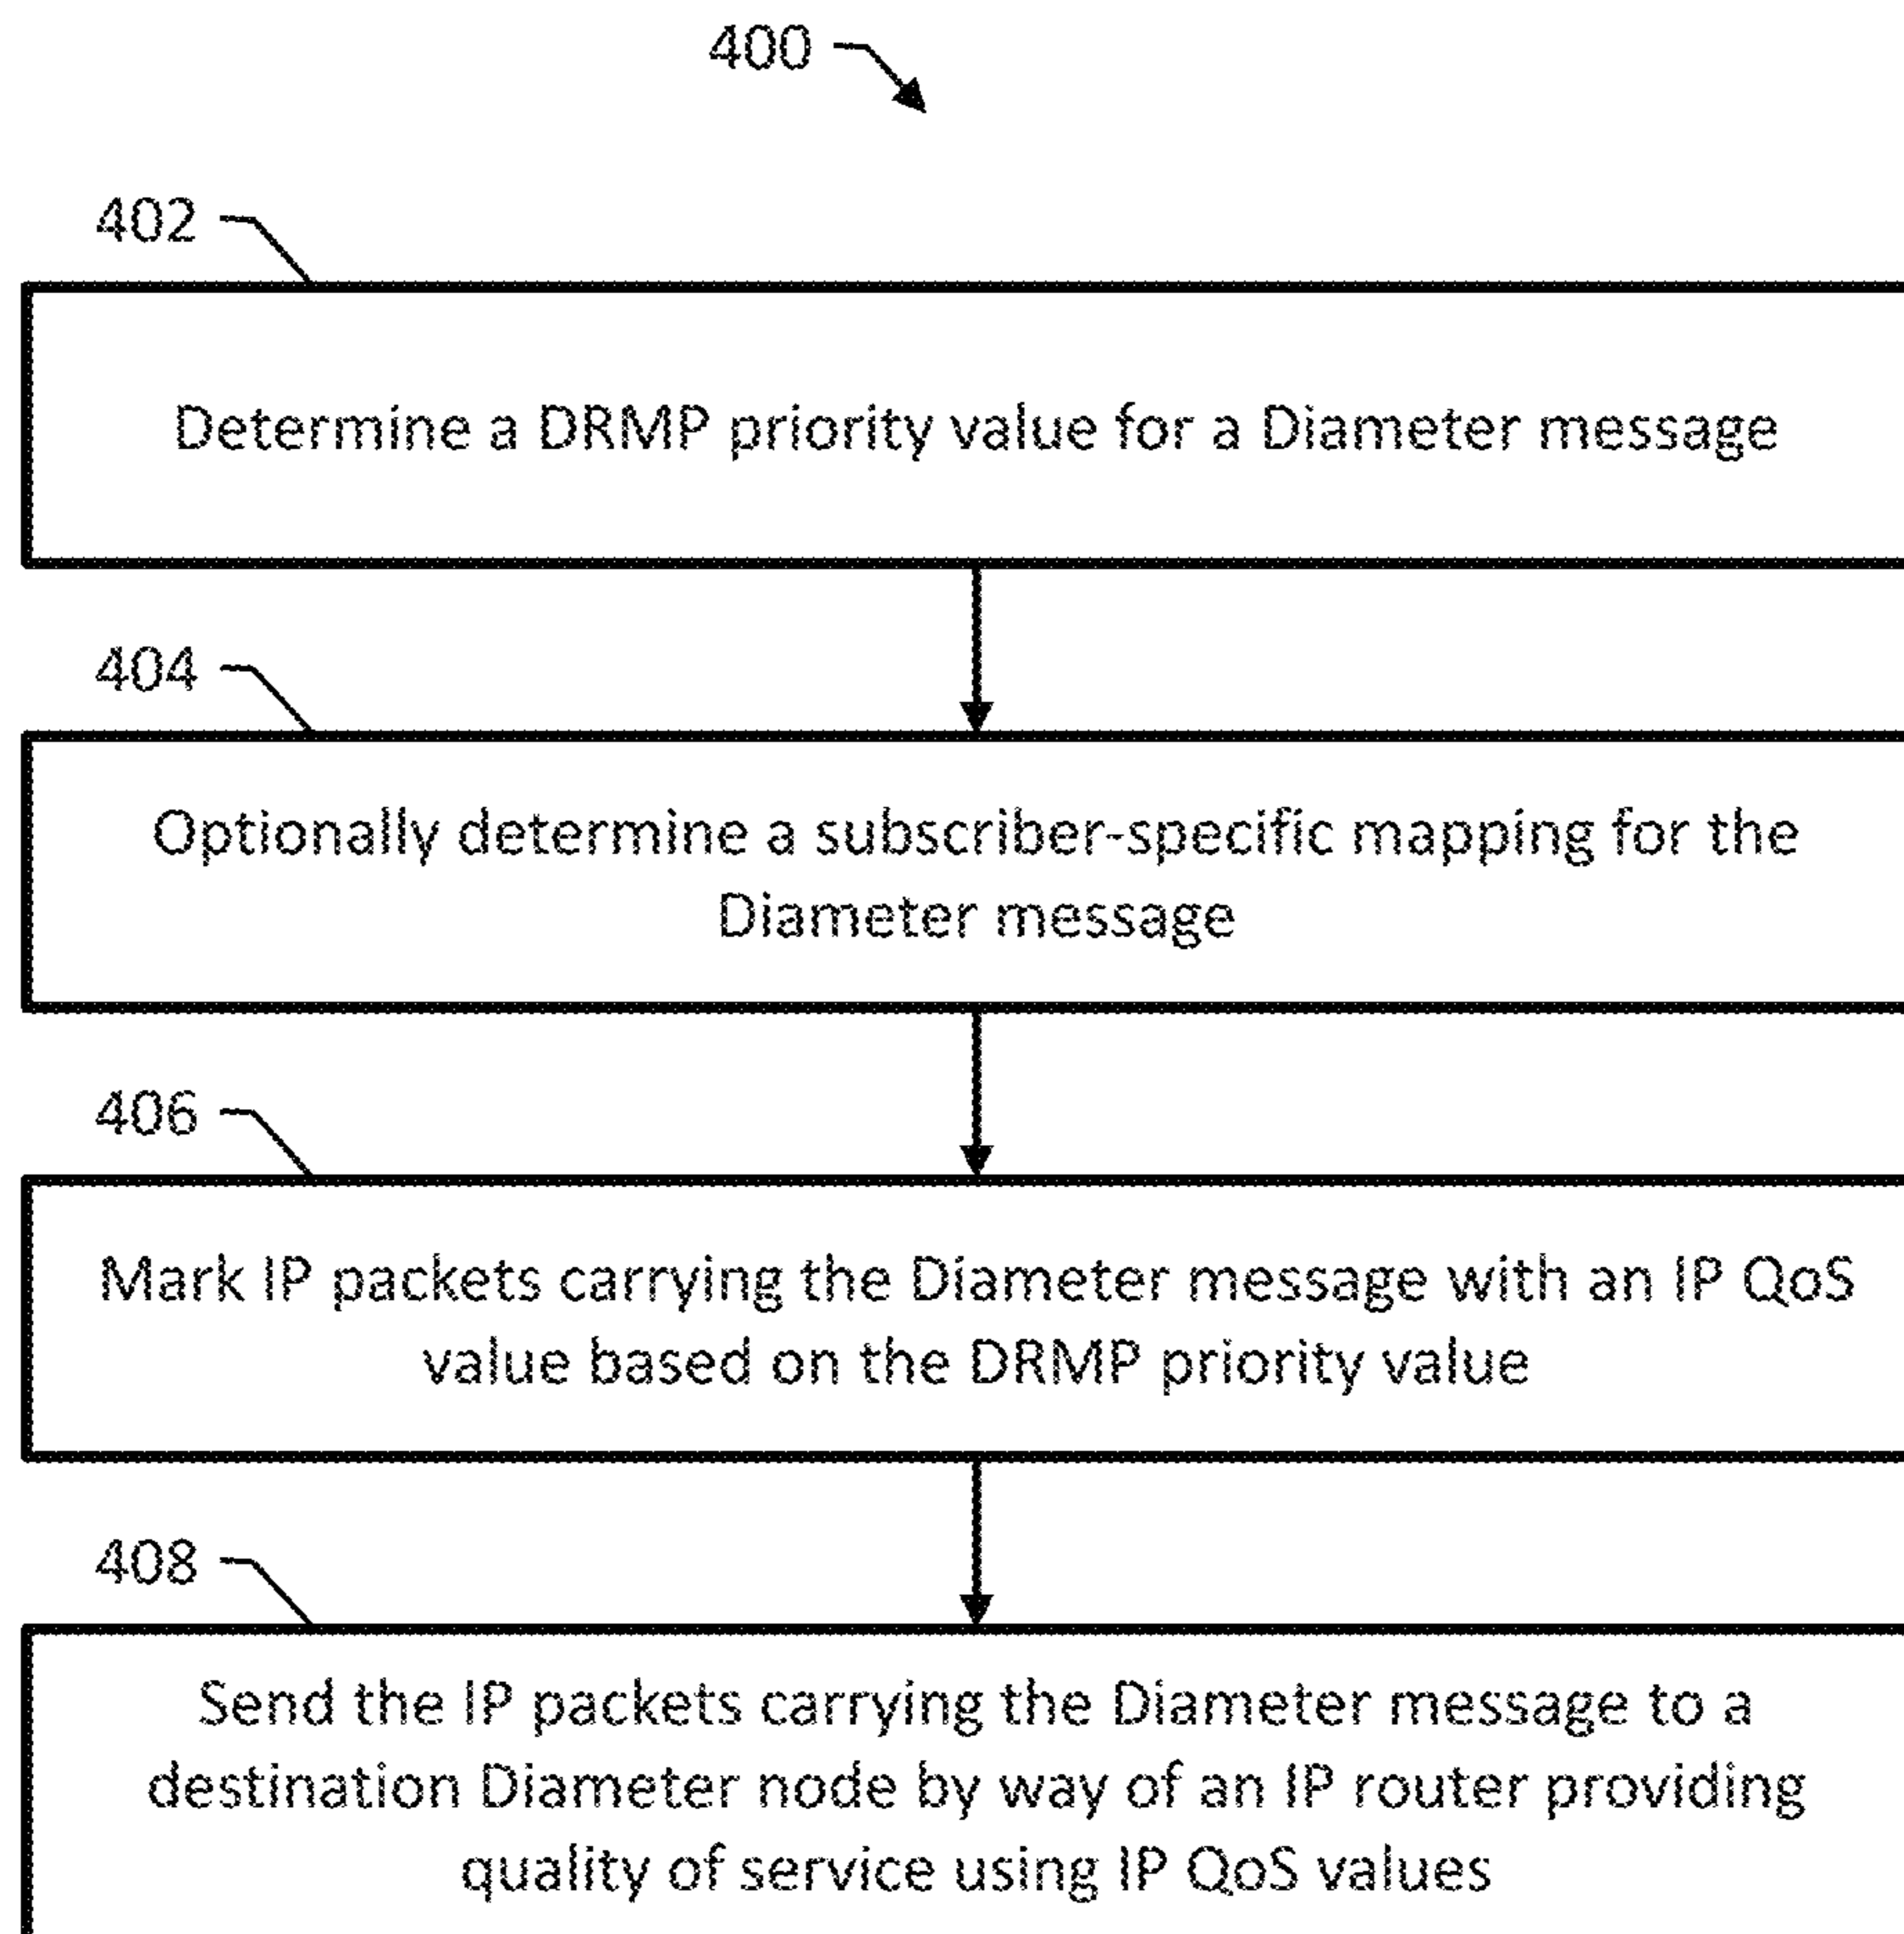 400
402
Determine a DRMP priority value for a Diameter message
404
Optionally determine a subscriber-specific mapping for the
Diameter message
406
Mark IP packets carrying the Diameter message with an IP QoS
value based on the DRMP priority value
408
Send the IP packets carrying the Diameter message to a
destination Diameter node by way of an IP router providing
quality of service using IP QoS values